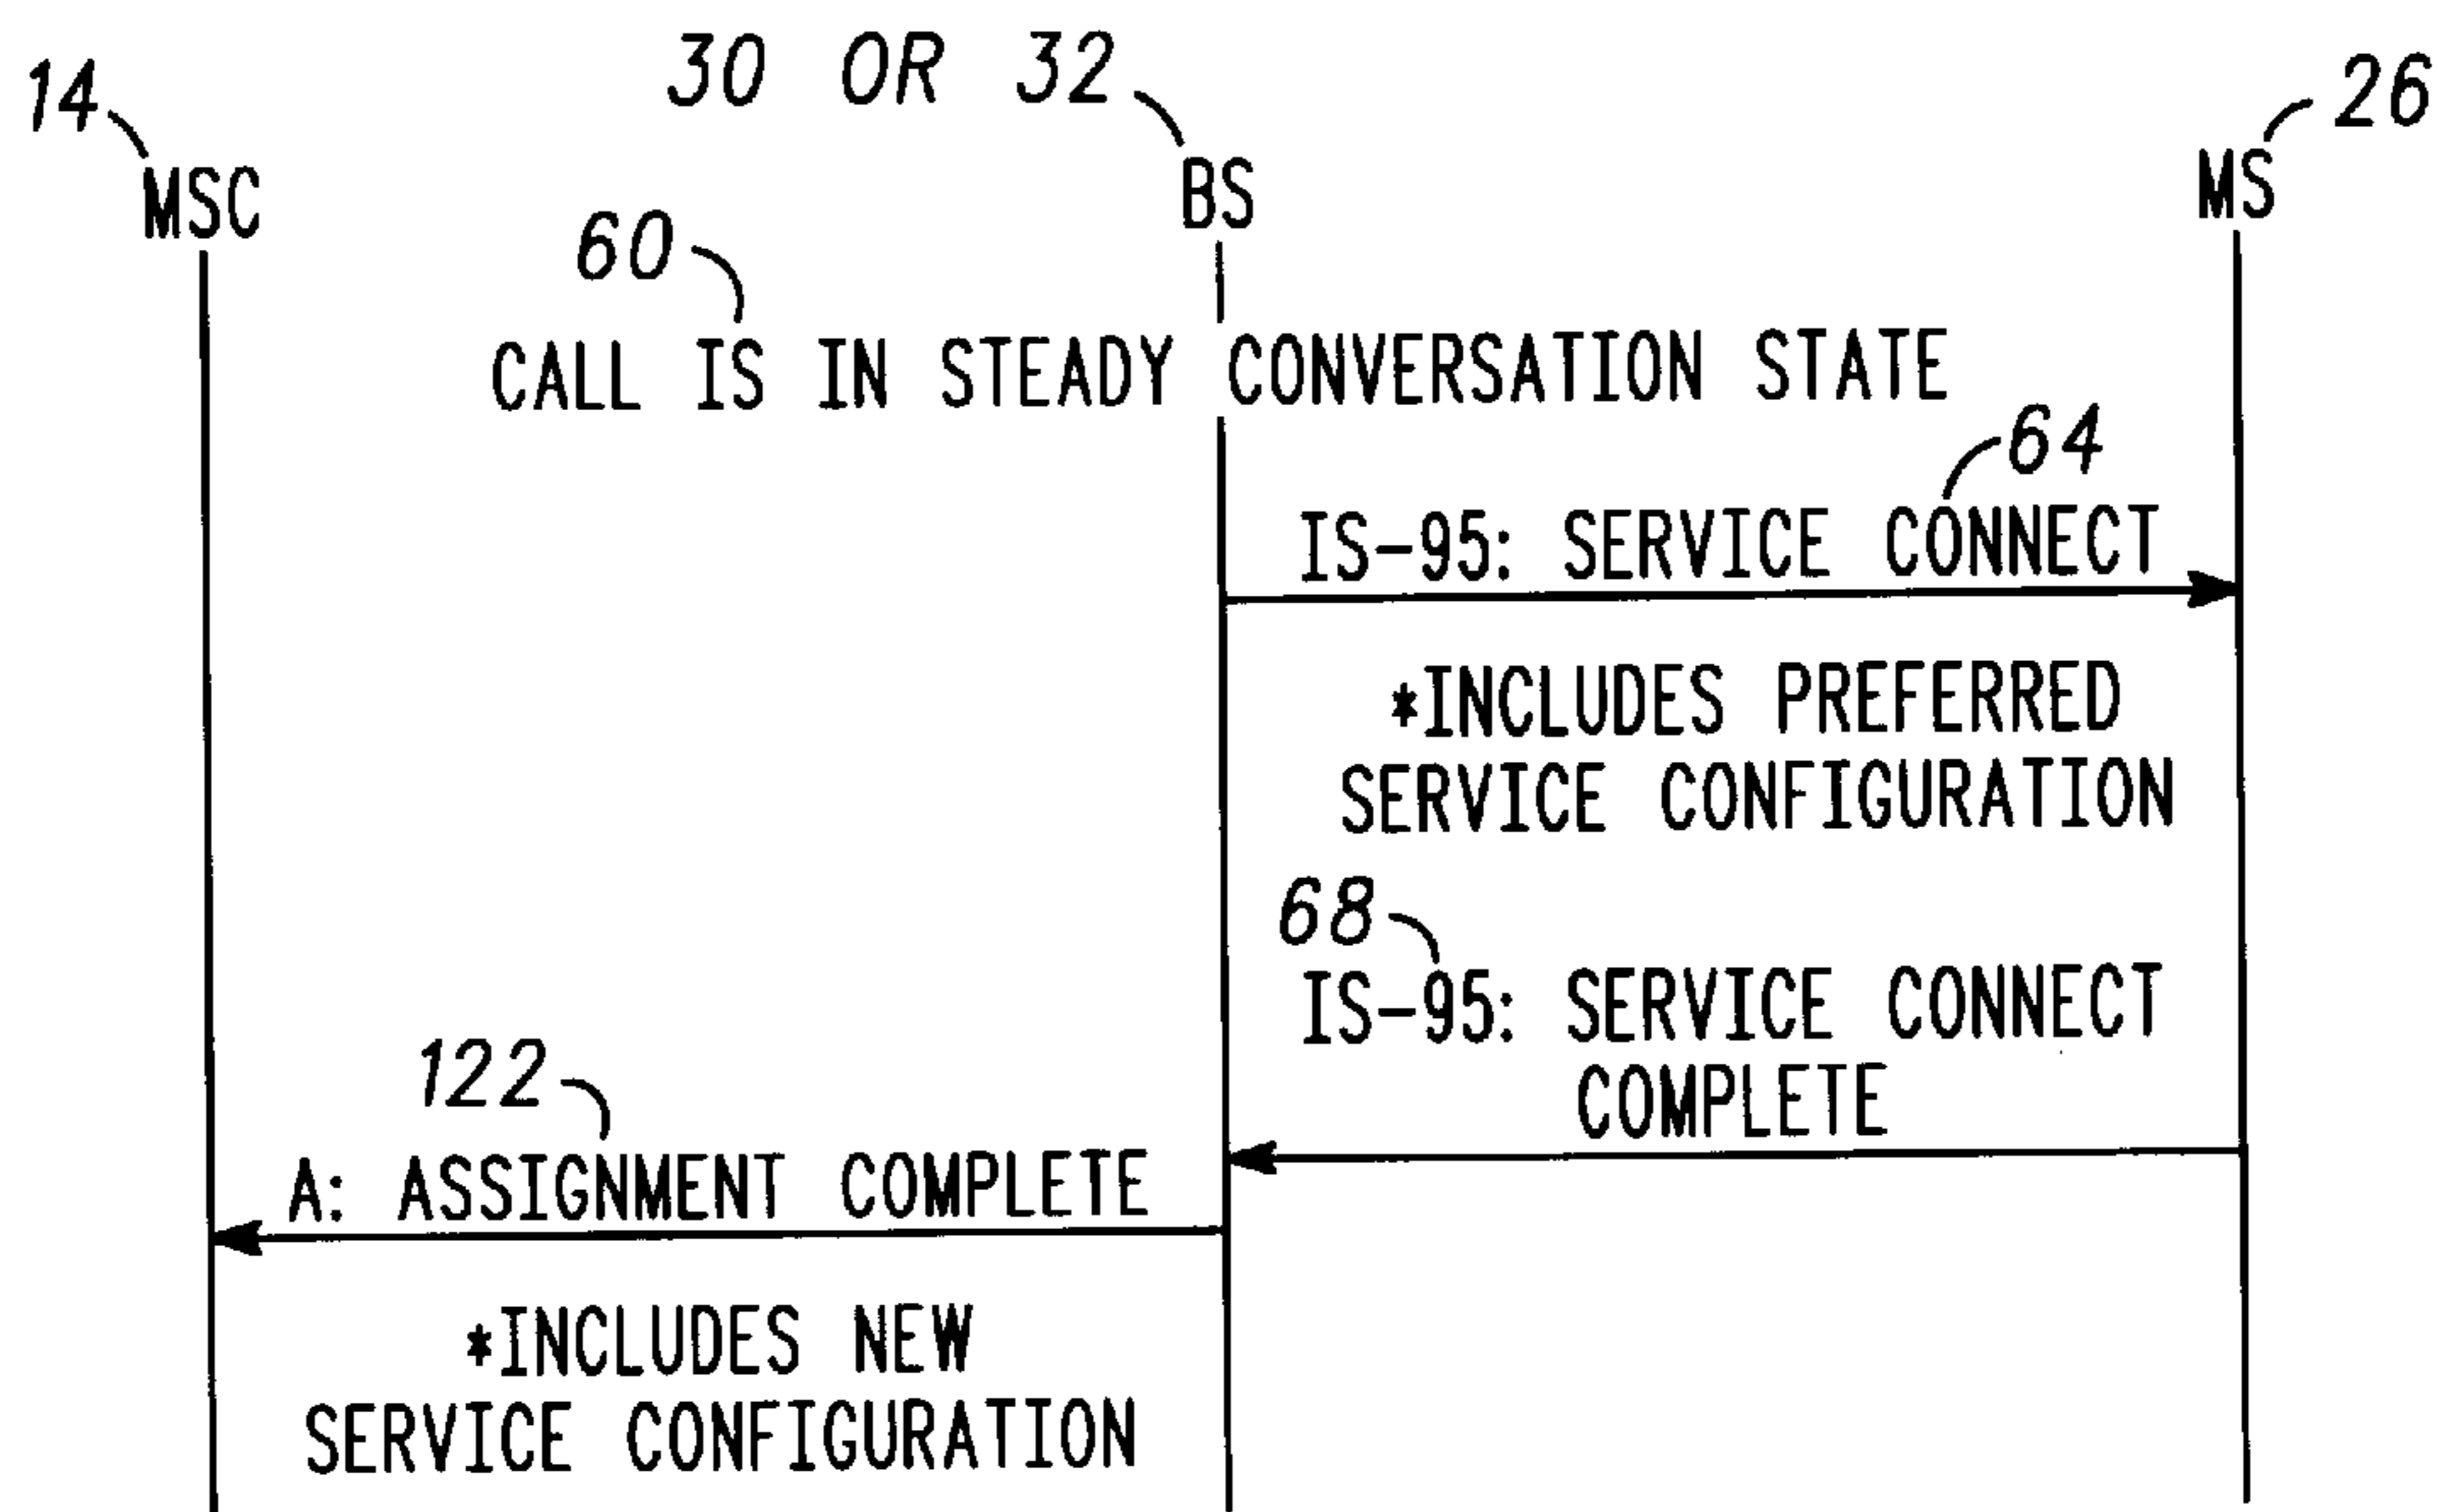 30 OR 32
14
26
MSC
BS
MS
60
CALL IS IN STEADY CONVERSATION STATE
64
IS-95: SERVICE CONNECT
*INCLUDES PREFERRED
SERVICE CONFIGURATION
68
IS-95: SERVICE CONNECT
COMPLETE
122
A: ASSIGNMENT COMPLETE
*INCLUDES NEW
SERVICE CONFIGURATION